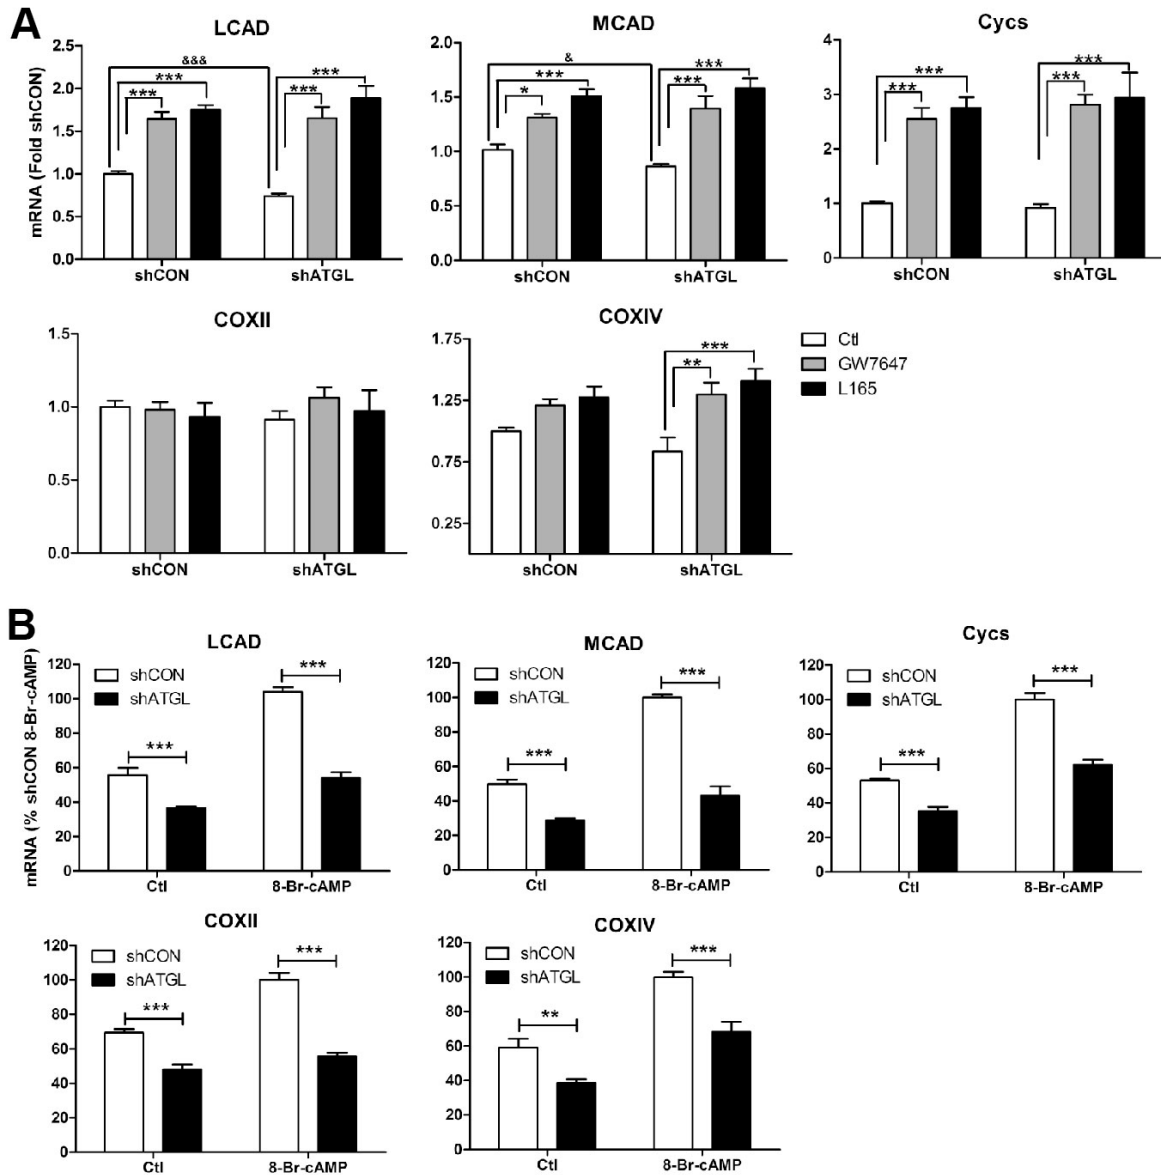 A
LCAD
MCAD
Cycs
mRNA (Fold shCON)
2.5
2.0
1.5
1.0
0.5
0.0
&&&
***
***
***
***
shCON
shATGL
2.0
1.5
1.0
0.5
0.0
&
***
*
***
***
shCON
shATGL
4
3
2
1
0
***
***
***
***
shCON
shATGL
COXII
COXIV
1.5
1.0
0.5
0.0
shCON
shATGL
1.75
1.25
0.75
0.25
***
**
shCON
shATGL
Ctl
GW7647
L165
B
LCAD
MCAD
Cycs
mRNA (% shCON 8-Br-cAMP)
120
100
80
60
40
20
0
shCON
shATGL
***
***
Ctl
8-Br-cAMP
120
100
80
60
40
20
0
shCON
shATGL
***
***
Ctl
8-Br-cAMP
120
100
80
60
40
20
0
shCON
shATGL
***
***
Ctl
8-Br-cAMP
COXII
COXIV
120
100
80
60
40
20
0
shCON
shATGL
***
***
Ctl
8-Br-cAMP
120
100
80
60
40
20
0
shCON
shATGL
**
***
Ctl
8-Br-cAMP